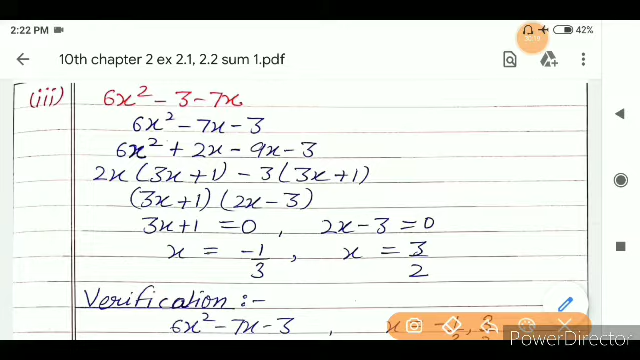 2:22 PM
42%
10th chapter 2 ex 2.1, 2.2 sum 1.pdf
(iii) 6x² - 3 - 7x
6x² - 7x - 3
6x² + 2x - 9x - 3
2x (3x+1) - 3 (3x+1)
(3x+1) (2x-3)
3x+1 = 0 , 2x-3 = 0
x = -1/3 , x = 3/2
Verification :-
6x² - 7x - 3 ,
PowerDirector